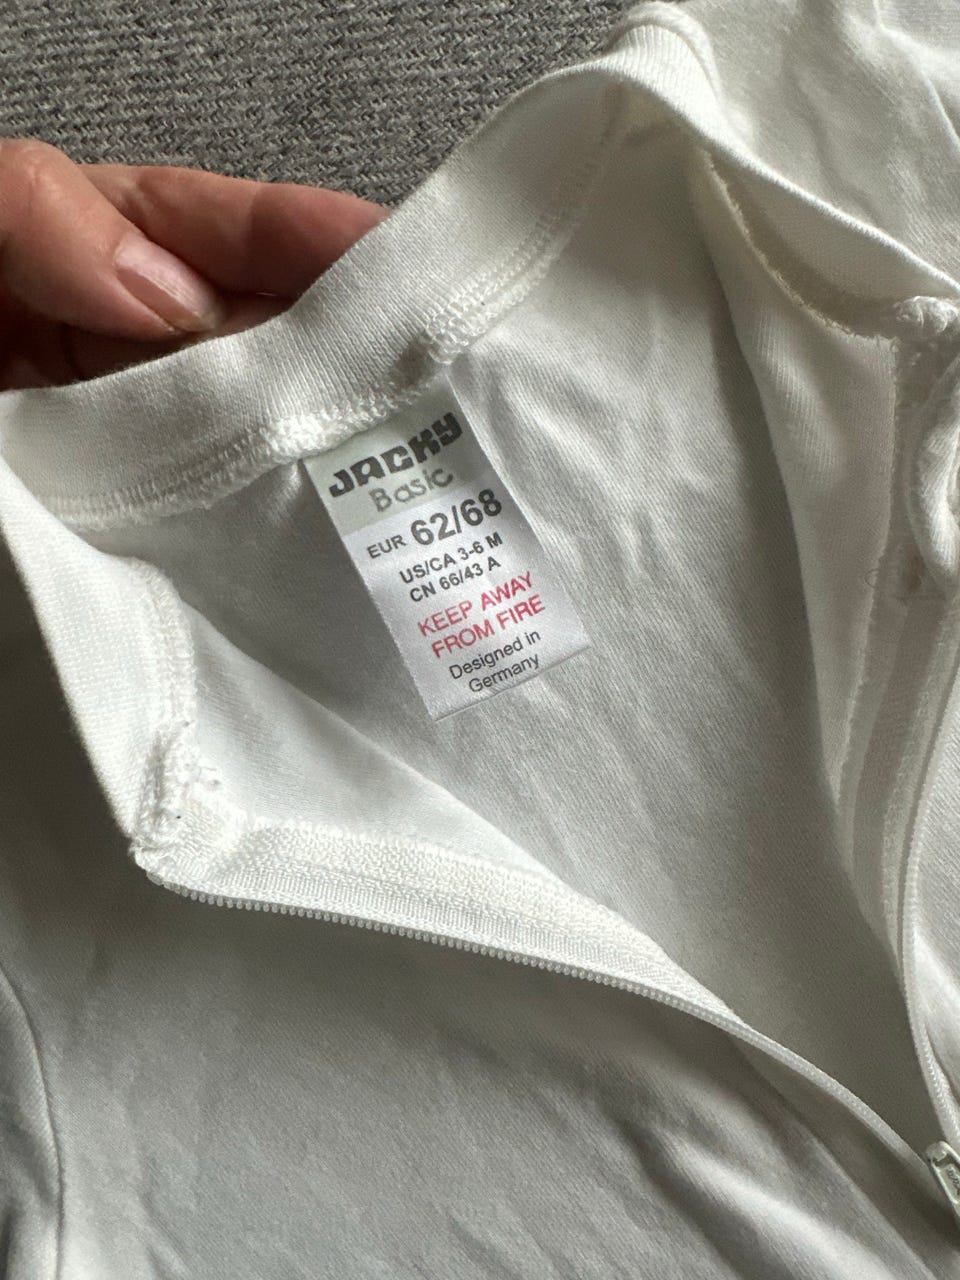 JACKY
Basic
EUR 62/68
US/CA 3-6 M
CN 66/43 A
KEEP AWAY
FROM FIRE
Designed in
Germany